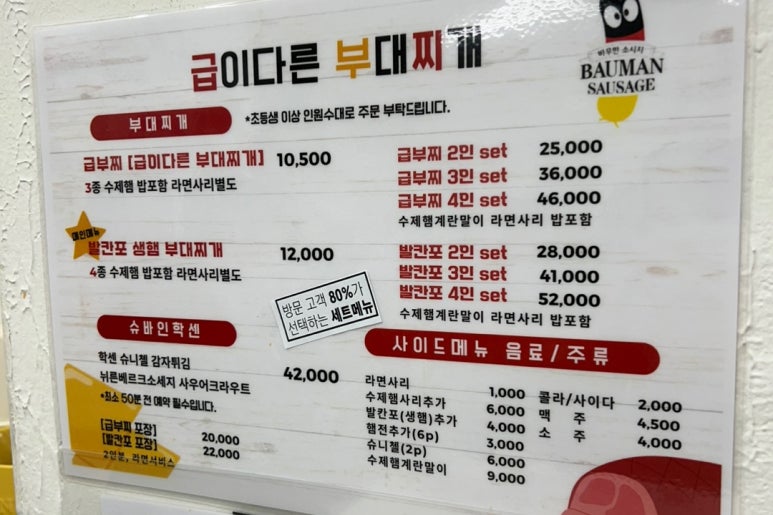 급이다른 부대찌개
바우만 소시지
BAUMAN
SAUSAGE
부대찌개
*초등생 이상 인원수대로 주문 부탁드립니다.
급부찌 [급이다른 부대찌개] 10,500
3종 수제햄 밥포함 라면사리별도
급부찌 2인 set 25,000
급부찌 3인 set 36,000
급부찌 4인 set 46,000
수제햄계란말이 라면사리 밥포함
메인메뉴
발칸포 생햄 부대찌개 12,000
4종 수제햄 밥포함 라면사리별도
발칸포 2인 set 28,000
발칸포 3인 set 41,000
발칸포 4인 set 52,000
수제햄계란말이 라면사리 밥포함
방문 고객 80%가
선택하는 세트메뉴
슈바인학센
학센 슈니첼 감자튀김
뉘른베르크소세지 사우어크라우트 42,000
*최소 50분 전 예약 필수입니다.
[급부찌 포장] 20,000
[발칸포 포장] 22,000
2인분, 라면서비스
사이드메뉴 음료/주류
라면사리 1,000
수제햄사리추가 6,000
발칸포(생햄)추가 4,000
햄전추가(6p) 3,000
슈니첼(2p) 6,000
수제햄계란말이 9,000
콜라/사이다 2,000
맥 주 4,500
소 주 4,000